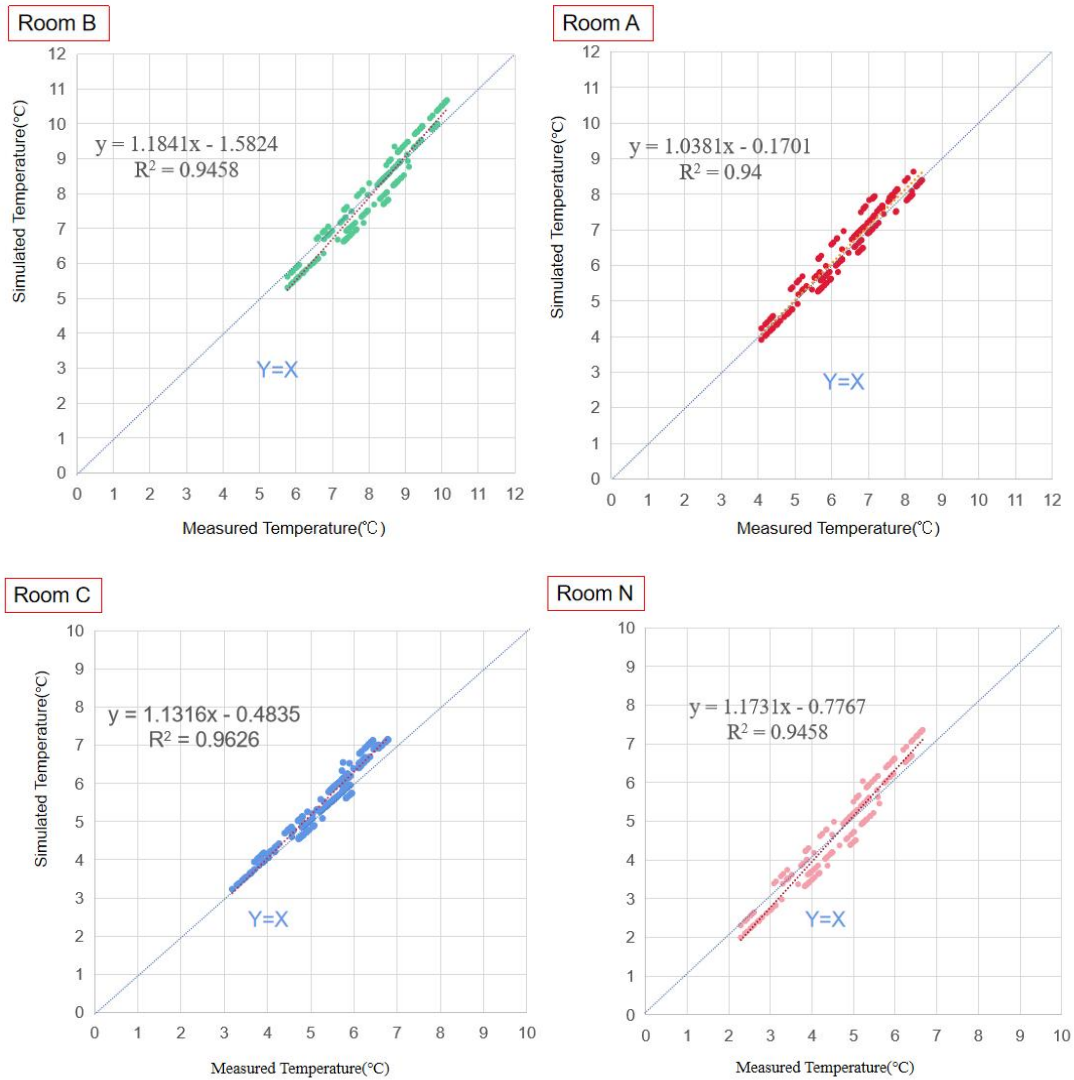 Room B
12
11
10
9
8
7
6
5
4
3
2
1
0
Simulated Temperature(℃)
y = 1.1841x - 1.5824
R² = 0.9458
Y=X
0 1 2 3 4 5 6 7 8 9 10 11 12
Measured Temperature(℃)
Room A
12
11
10
9
8
7
6
5
4
3
2
1
0
Simulated Temperature(℃)
y = 1.0381x - 0.1701
R² = 0.94
Y=X
0 1 2 3 4 5 6 7 8 9 10 11 12
Measured Temperature(℃)
Room C
10
9
8
7
6
5
4
3
2
1
0
Simulated Temperature(℃)
y = 1.1316x - 0.4835
R² = 0.9626
Y=X
0 1 2 3 4 5 6 7 8 9 10
Measured Temperature(℃)
Room N
10
9
8
7
6
5
4
3
2
1
0
Simulated Temperature(℃)
y = 1.1731x - 0.7767
R² = 0.9458
Y=X
0 1 2 3 4 5 6 7 8 9 10
Measured Temperature(℃)